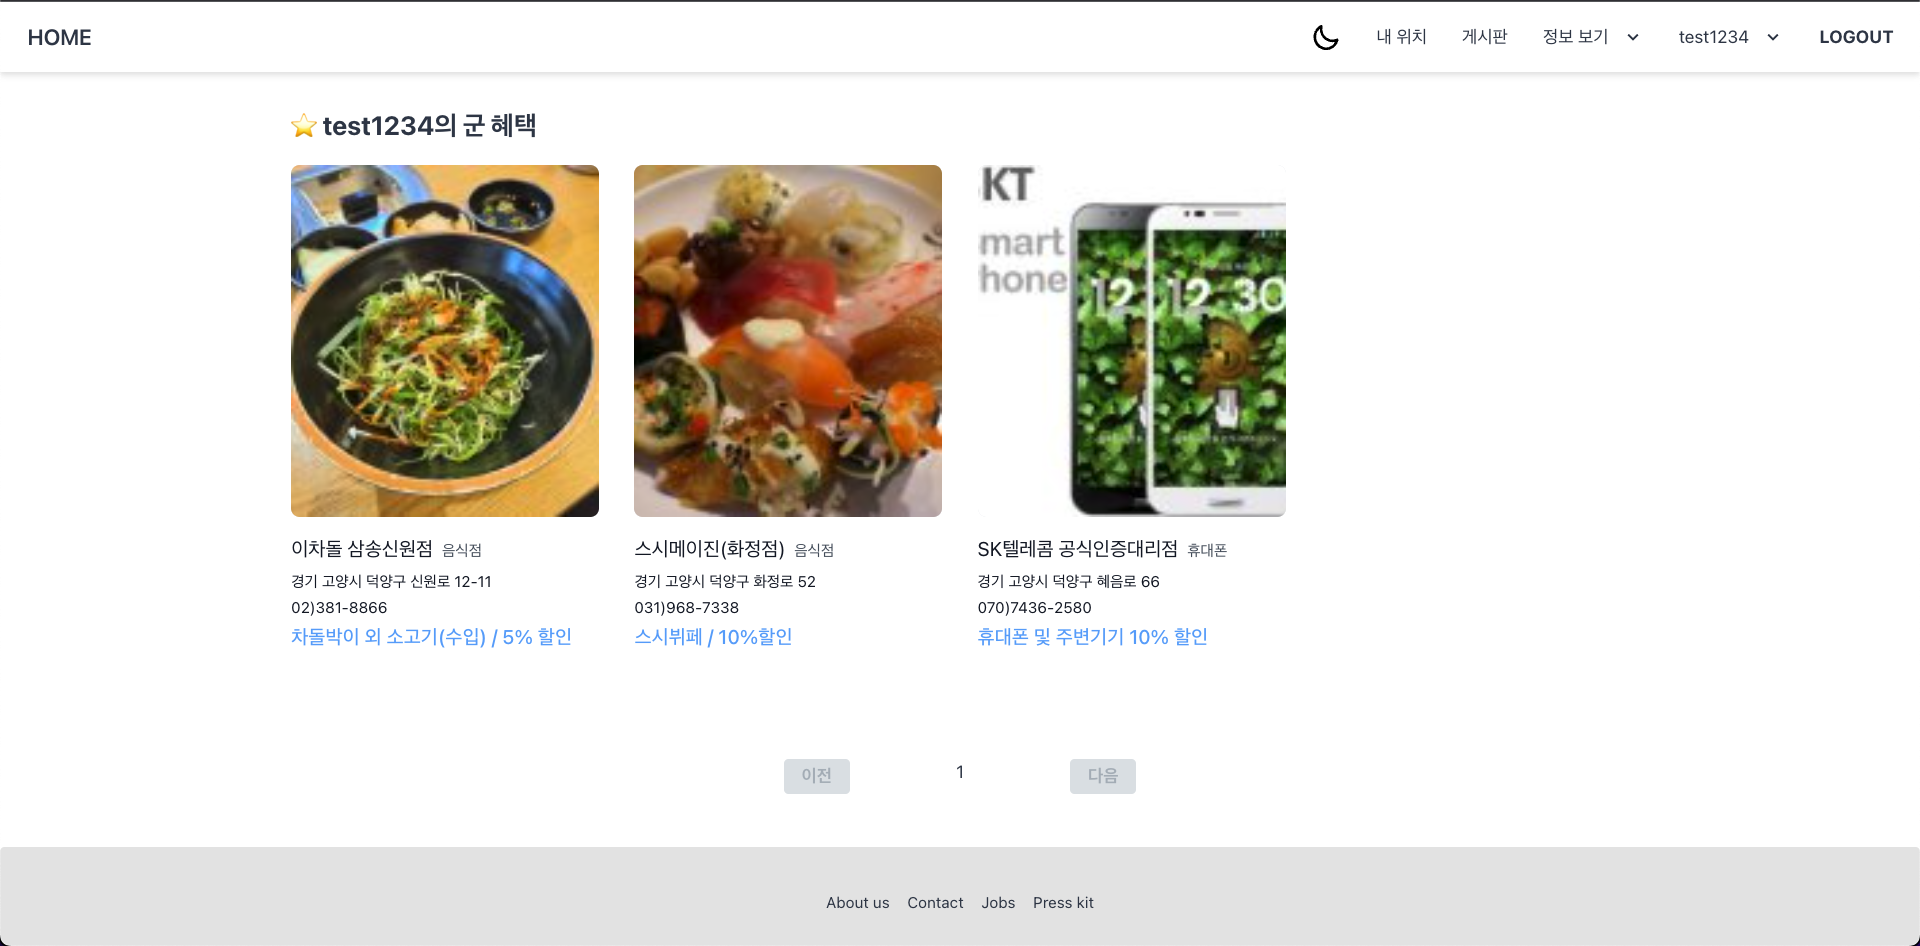 HOME
내 위치
게시판
정보 보기
test1234
LOGOUT
⭐ test1234의 군 혜택
KT
mart
hone
12
12 30
이차돌 삼송신원점 음식점
경기 고양시 덕양구 신원로 12-11
02)381-8866
차돌박이 외 소고기(수입) / 5% 할인
스시메이진(화정점) 음식점
경기 고양시 덕양구 화정로 52
031)968-7338
스시뷔페 / 10%할인
SK텔레콤 공식인증대리점 휴대폰
경기 고양시 덕양구 혜음로 66
070)7436-2580
휴대폰 및 주변기기 10% 할인
이전
1
다음
About us
Contact
Jobs
Press kit